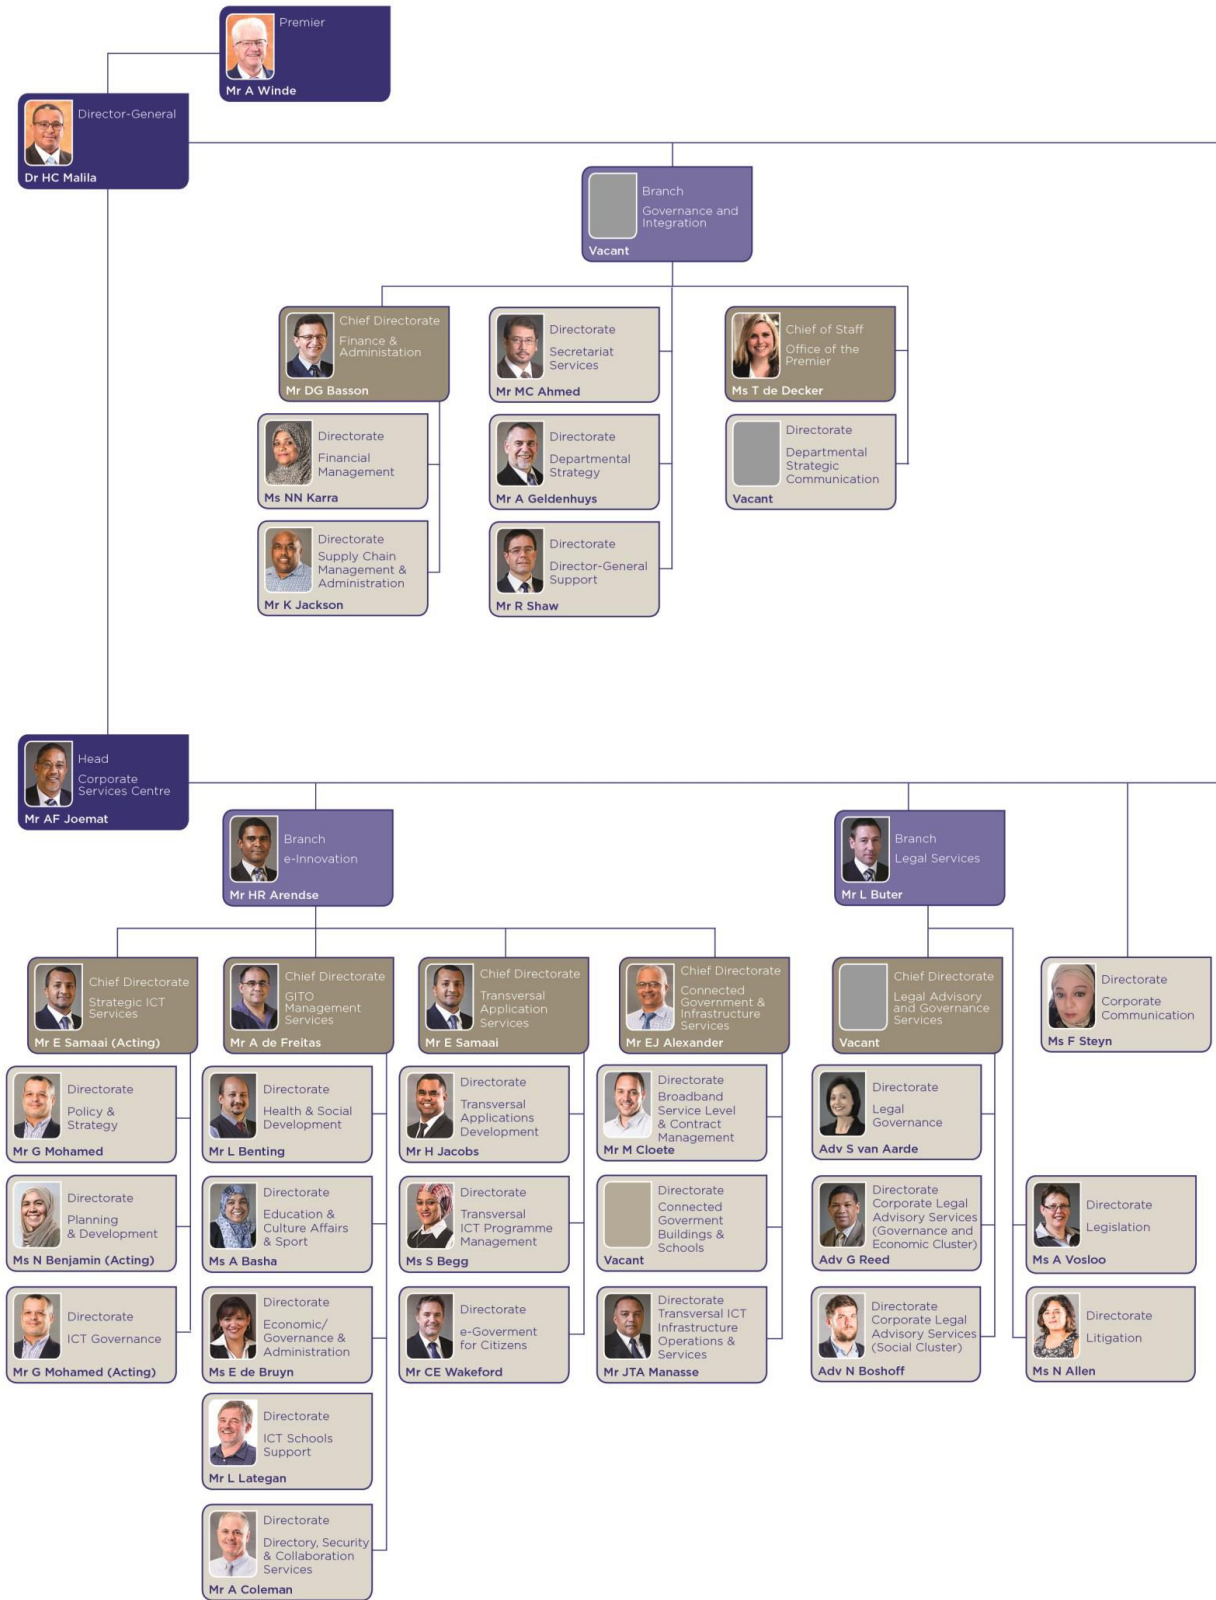 Premier
Mr A Winde
Director-General
Dr HC Malila
Branch
Governance and
Integration
Vacant
Chief Directorate
Finance &
Administation
Mr DG Basson
Directorate
Secretariat
Services
Mr MC Ahmed
Chief of Staff
Office of the
Premier
Ms T de Decker
Directorate
Financial
Management
Ms NN Karra
Directorate
Departmental
Strategy
Mr A Geldenhuys
Directorate
Departmental
Strategic
Communication
Vacant
Directorate
Supply Chain
Management &
Administration
Mr K Jackson
Directorate
Director-General
Support
Mr R Shaw
Head
Corporate
Services Centre
Mr AF Joemat
Branch
e-Innovation
Mr HR Arendse
Branch
Legal Services
Mr L Buter
Chief Directorate
Strategic ICT
Services
Mr E Samaai (Acting)
Chief Directorate
GITO
Management
Services
Mr A de Freitas
Chief Directorate
Transversal
Application
Services
Mr E Samaai
Chief Directorate
Connected
Government &
Infrastructure
Services
Mr EJ Alexander
Chief Directorate
Legal Advisory
and Governance
Services
Vacant
Directorate
Corporate
Communication
Ms F Steyn
Directorate
Policy &
Strategy
Mr G Mohamed
Directorate
Health & Social
Development
Mr L Benting
Directorate
Transversal
Applications
Development
Mr H Jacobs
Directorate
Broadband
Service Level
& Contract
Management
Mr M Cloete
Directorate
Legal
Governance
Adv S van Aarde
Directorate
Planning
& Development
Ms N Benjamin (Acting)
Directorate
Education &
Culture Affairs
& Sport
Ms A Basha
Directorate
Transversal
ICT Programme
Management
Ms S Begg
Directorate
Connected
Goverment
Buildings &
Schools
Vacant
Directorate
Corporate Legal
Advisory Services
(Governance and
Economic Cluster)
Adv G Reed
Directorate
Legislation
Ms A Vosloo
Directorate
ICT Governance
Mr G Mohamed (Acting)
Directorate
Economic/
Governance &
Administration
Ms E de Bruyn
Directorate
e-Goverment
for Citizens
Mr CE Wakeford
Directorate
Transversal ICT
Infrastructure
Operations &
Services
Mr JTA Manasse
Directorate
Corporate Legal
Advisory Services
(Social Cluster)
Adv N Boshoff
Directorate
Litigation
Ms N Allen
Directorate
ICT Schools
Support
Mr L Lategan
Directorate
Directory, Security
& Collaboration
Services
Mr A Coleman